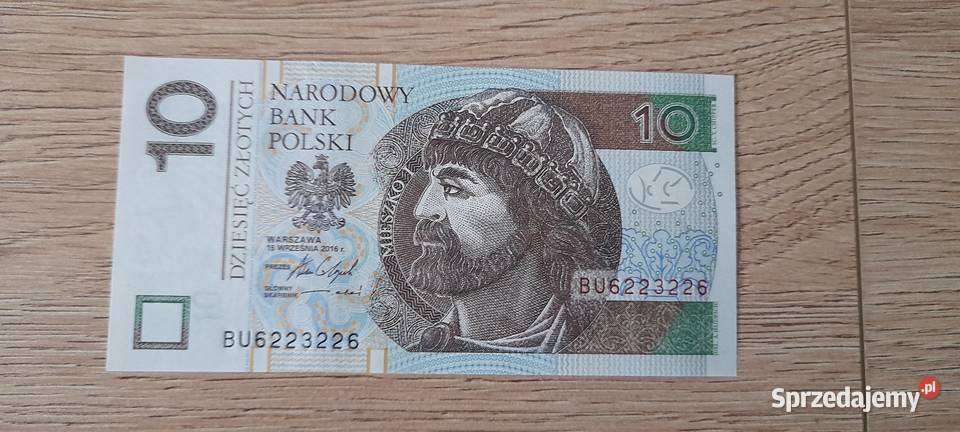 10
DZIESIĘĆ ZŁOTYCH
NARODOWY
BANK
POLSKI
WARSZAWA
15 WRZEŚNIA 2016 r.
PREZES
GŁÓWNY
SKARBNIK
BU6223226
MIESZKO I
10
BU6223226
Sprzedajemy.pl